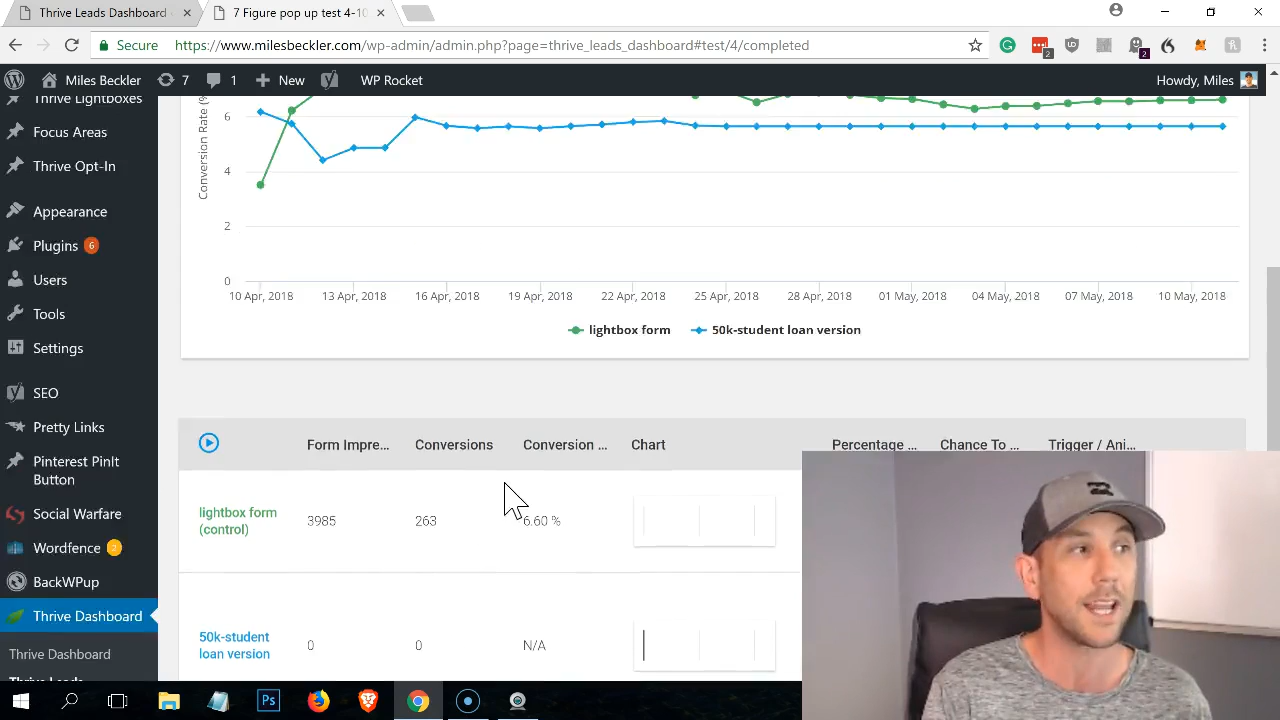 Thrive Leads Dashboard
7 Figure pop up test 4-10
Secure
https://www.milesbeckler.com/wp-admin/admin.php?page=thrive_leads_dashboard#test/4/completed
2
2
Miles Beckler
7
1
New
WP Rocket
Howdy, Miles
Thrive Lightboxes
Focus Areas
Thrive Opt-In
Appearance
Plugins 6
Users
Tools
Settings
SEO
Pretty Links
Pinterest PinIt
Button
Social Warfare
Wordfence 2
BackWPup
Thrive Dashboard
Thrive Dashboard
Thrive Leads
Conversion Rate (%
6
4
2
0
10 Apr, 2018 13 Apr, 2018 16 Apr, 2018 19 Apr, 2018 22 Apr, 2018 25 Apr, 2018 28 Apr, 2018 01 May, 2018 04 May, 2018 07 May, 2018 10 May, 2018
lightbox form 50k-student loan version
Form Impre... Conversions Conversion ... Chart Percentage ... Chance To ... Trigger / Ani...
lightbox form
(control)
3985 263 6.60 %
50k-student
loan version
0 0 N/A
Ps